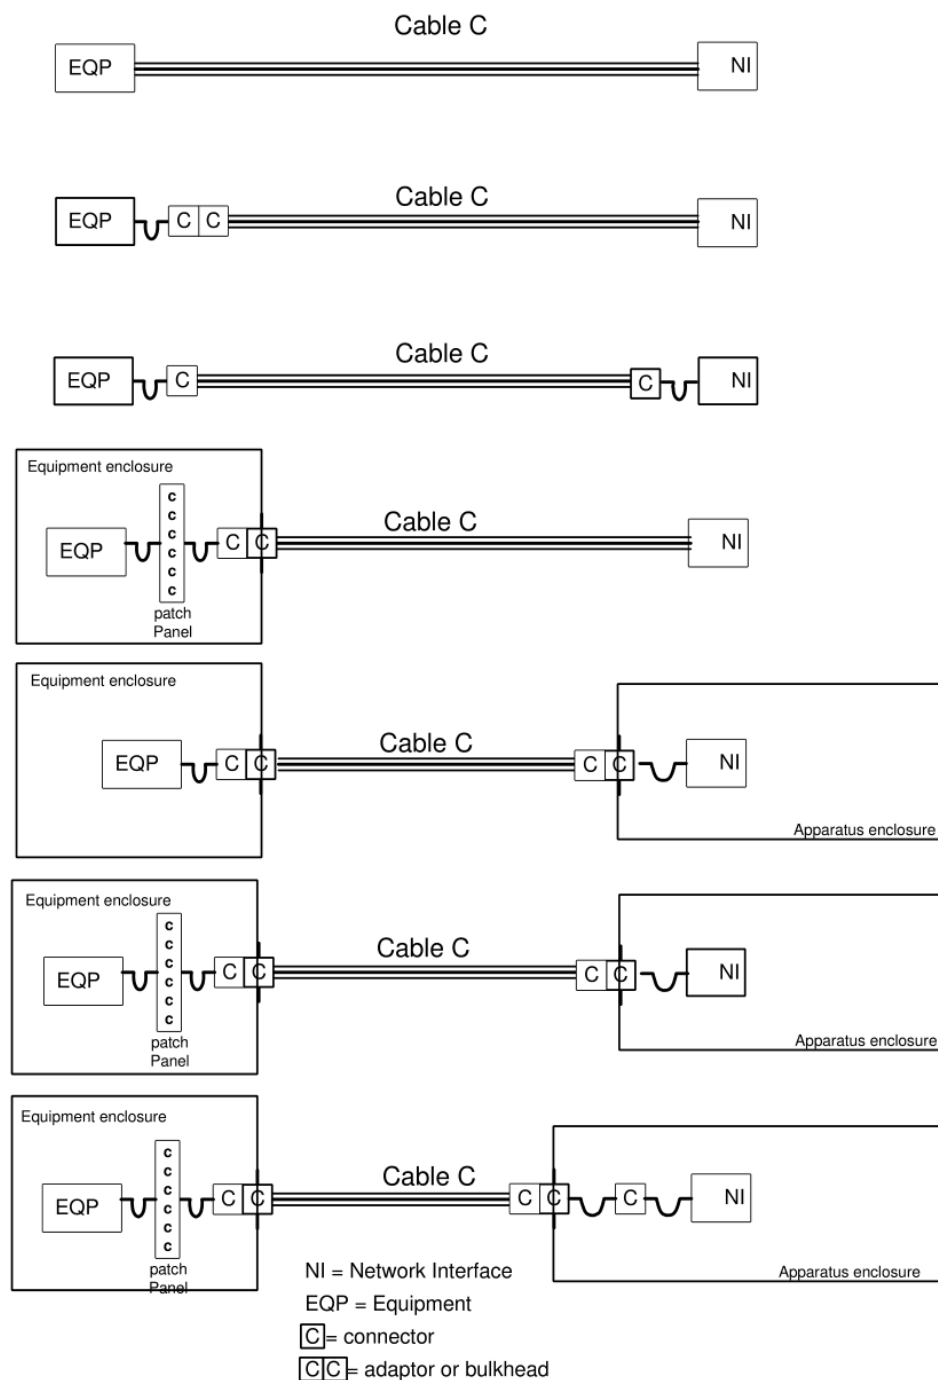 Cable C
EQP NI
Cable C
EQP C C NI
Cable C
EQP C C NI
Equipment enclosure
c
c
c
c
c
c
Cable C
EQP C C NI
patch
Panel
Equipment enclosure
Cable C
EQP C C C C NI
Apparatus enclosure
Equipment enclosure
c
c
c
c
c
c
Cable C
EQP C C C C NI
patch
Panel
Apparatus enclosure
Equipment enclosure
c
c
c
c
c
c
Cable C
EQP C C C C C NI
patch
Panel
Apparatus enclosure
NI = Network Interface
EQP = Equipment
C = connector
C C = adaptor or bulkhead